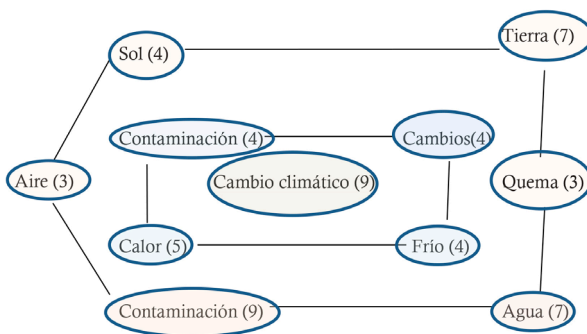 Tierra (7)
Sol (4)
Contaminación (4)
Cambios(4)
Aire (3)
Cambio climático (9)
Quema (3)
Calor (5)
Frío (4)
Contaminación (9)
Agua (7)